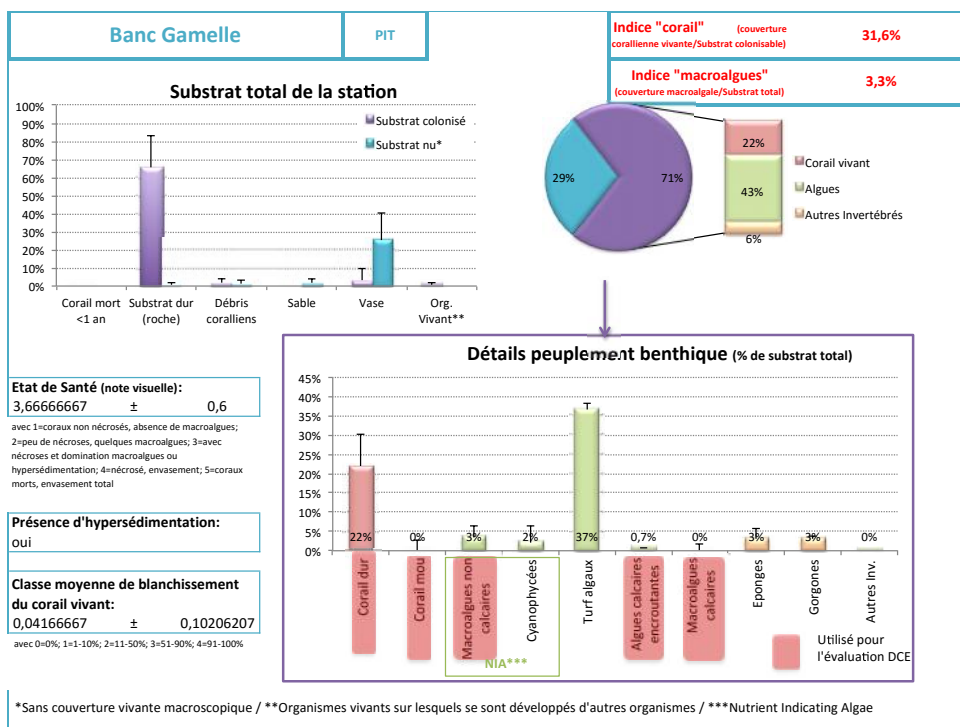 Banc Gamelle
PIT
Indice "corail" (couverture
corallienne vivante/Substrat colonisable)
31,6%
Indice "macroalgues"
(couverture macroalgale/Substrat total)
3,3%
Substrat total de la station
100%
90%
80%
70%
60%
50%
40%
30%
20%
10%
0%
Substrat colonisé
Substrat nu*
Corail mort
<1 an
Substrat dur
(roche)
Débris
coralliens
Sable
Vase
Org.
Vivant**
29%
71%
22%
43%
6%
Corail vivant
Algues
Autres Invertébrés
Etat de Santé (note visuelle):
3,66666667 ± 0,6
avec 1=coraux non nécrosés, absence de macroalgues;
2=peu de nécroses, quelques macroalgues; 3=avec
nécroses et domination macroalgues ou
hypersédimentation; 4=nécrosé, envasement; 5=coraux
morts, envasement total
Présence d'hypersédimentation:
oui
Classe moyenne de blanchissement
du corail vivant:
0,04166667 ± 0,10206207
avec 0=0%; 1=1-10%; 2=11-50%; 3=51-90%; 4=91-100%
Détails peuplement benthique (% de substrat total)
45%
40%
35%
30%
25%
20%
15%
10%
5%
0%
22%
0%
3%
2%
37%
0,7%
0%
3%
3%
0%
Corail dur
Corail mou
Macroalgues non
calcaires
Cyanophycées
Turf algaux
Algues calcaires
encroutantes
Macroalgues
calcaires
Eponges
Gorgones
Autres Inv.
NIA***
Utilisé pour
l'évaluation DCE
*Sans couverture vivante macroscopique / **Organismes vivants sur lesquels se sont développés d'autres organismes / ***Nutrient Indicating Algae